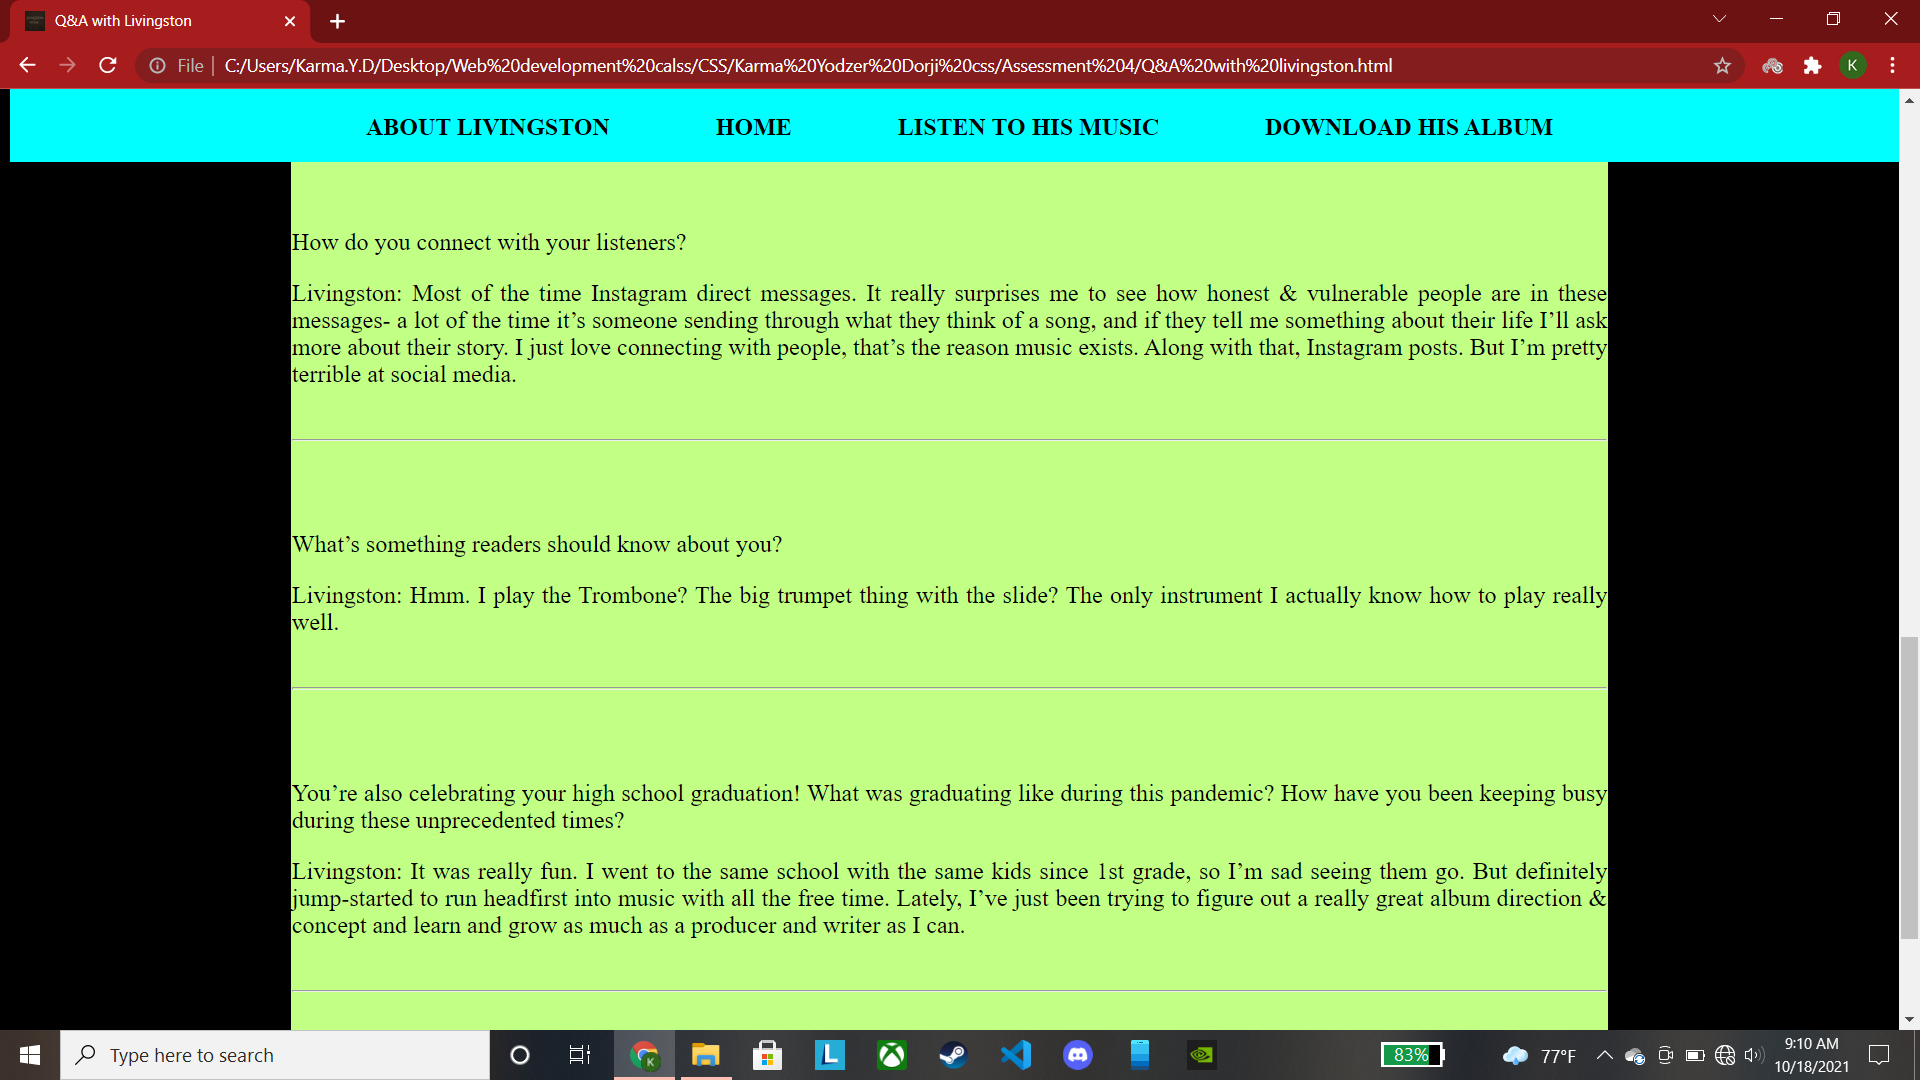 Q&A with Livingston
File
C:/Users/Karma.Y.D/Desktop/Web%20development%20calss/CSS/Karma%20Yodzer%20Dorji%20css/Assessment%204/Q&A%20with%20livingston.html
K
ABOUT LIVINGSTON HOME LISTEN TO HIS MUSIC DOWNLOAD HIS ALBUM
How do you connect with your listeners?
Livingston: Most of the time Instagram direct messages. It really surprises me to see how honest & vulnerable people are in these
messages- a lot of the time it’s someone sending through what they think of a song, and if they tell me something about their life I’ll ask
more about their story. I just love connecting with people, that’s the reason music exists. Along with that, Instagram posts. But I’m pretty
terrible at social media.
What’s something readers should know about you?
Livingston: Hmm. I play the Trombone? The big trumpet thing with the slide? The only instrument I actually know how to play really
well.
You’re also celebrating your high school graduation! What was graduating like during this pandemic? How have you been keeping busy
during these unprecedented times?
Livingston: It was really fun. I went to the same school with the same kids since 1st grade, so I’m sad seeing them go. But definitely
jump-started to run headfirst into music with all the free time. Lately, I’ve just been trying to figure out a really great album direction &
concept and learn and grow as much as a producer and writer as I can.
Type here to search
K
L
83%
77°F
9:10 AM
10/18/2021